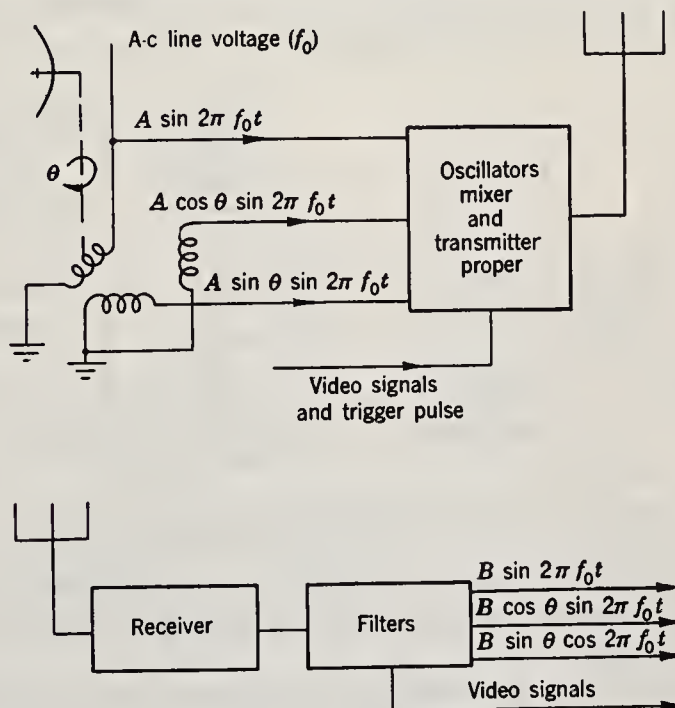 A-c line voltage (f₀)
A sin 2π f₀t
θ
A cos θ sin 2π f₀t
A sin θ sin 2π f₀t
Oscillators
mixer
and
transmitter
proper
Video signals
and trigger pulse
Receiver
Filters
B sin 2π f₀t
B cos θ sin 2π f₀t
B sin θ cos 2π f₀t
Video signals